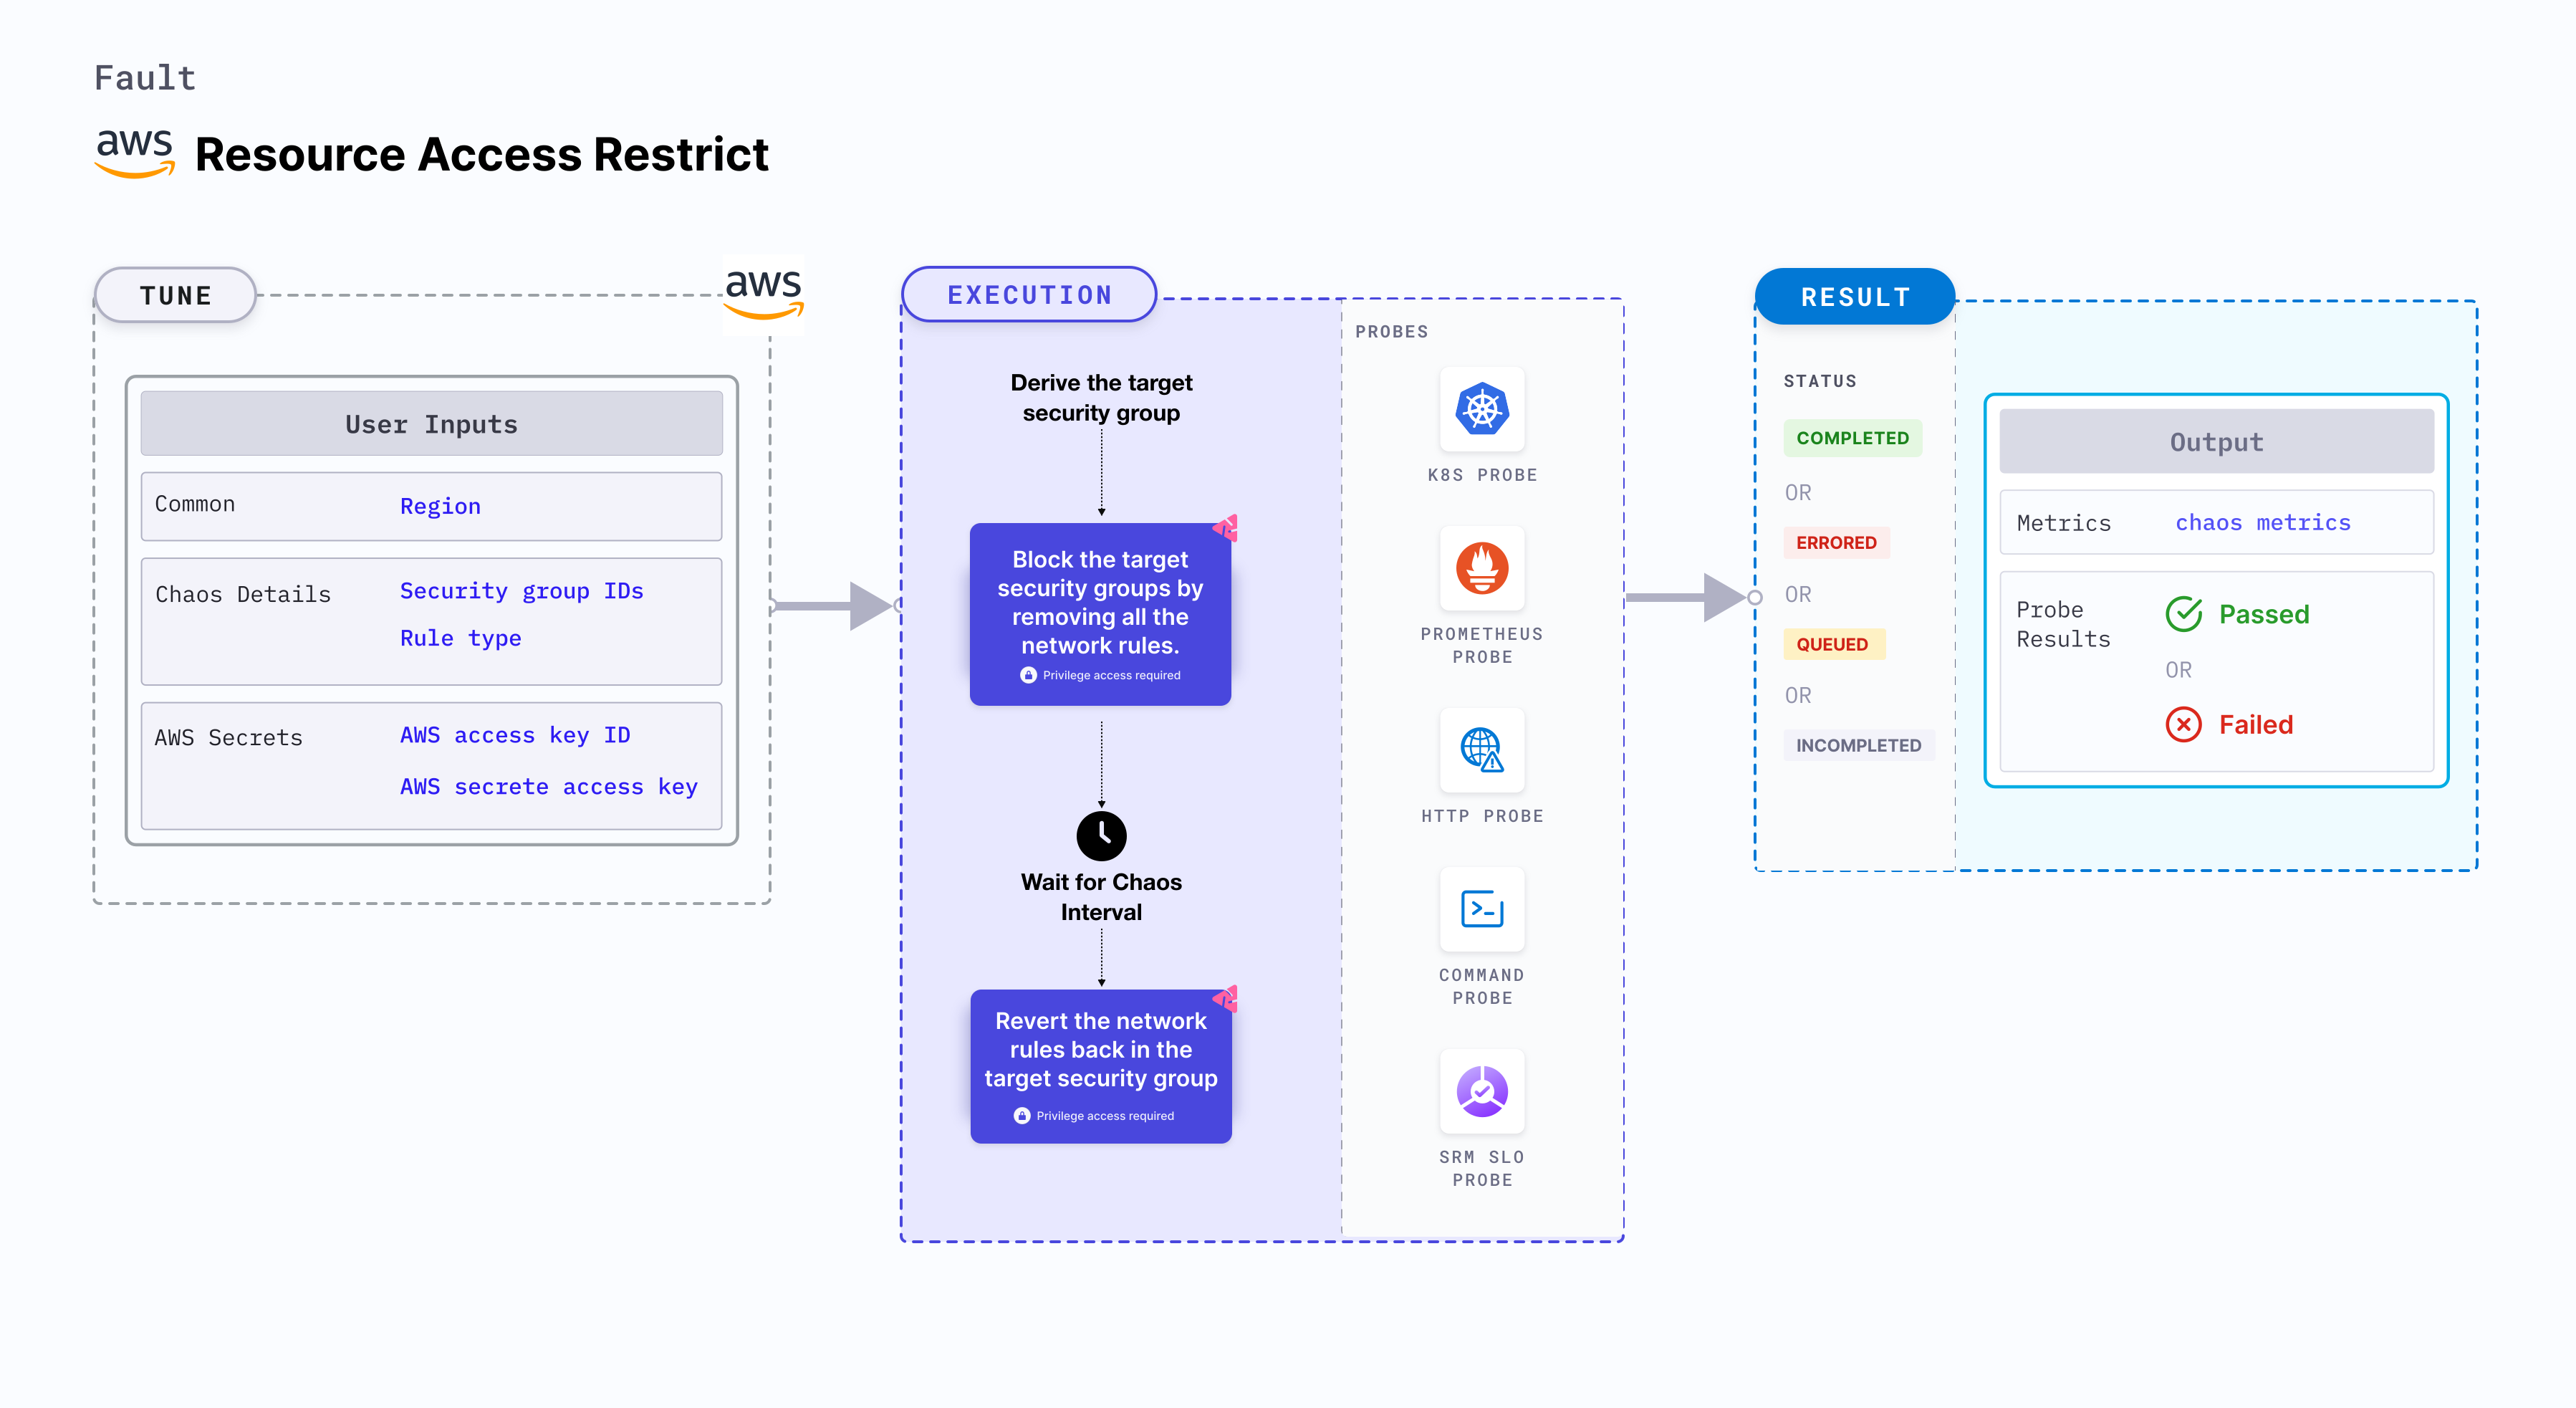 Fault
aws Resource Access Restrict
TUNE
aws
User Inputs
Common Region
Chaos Details Security group IDs
Rule type
AWS Secrets AWS access key ID
AWS secrete access key
EXECUTION
Derive the target
security group
Block the target
security groups by
removing all the
network rules.
Privilege access required
Wait for Chaos
Interval
Revert the network
rules back in the
target security group
Privilege access required
PROBES
K8S PROBE
PROMETHEUS
PROBE
HTTP PROBE
COMMAND
PROBE
SRM SLO
PROBE
RESULT
STATUS
COMPLETED
OR
ERRORED
OR
QUEUED
OR
INCOMPLETED
Output
Metrics chaos metrics
Probe
Results
Passed
OR
Failed